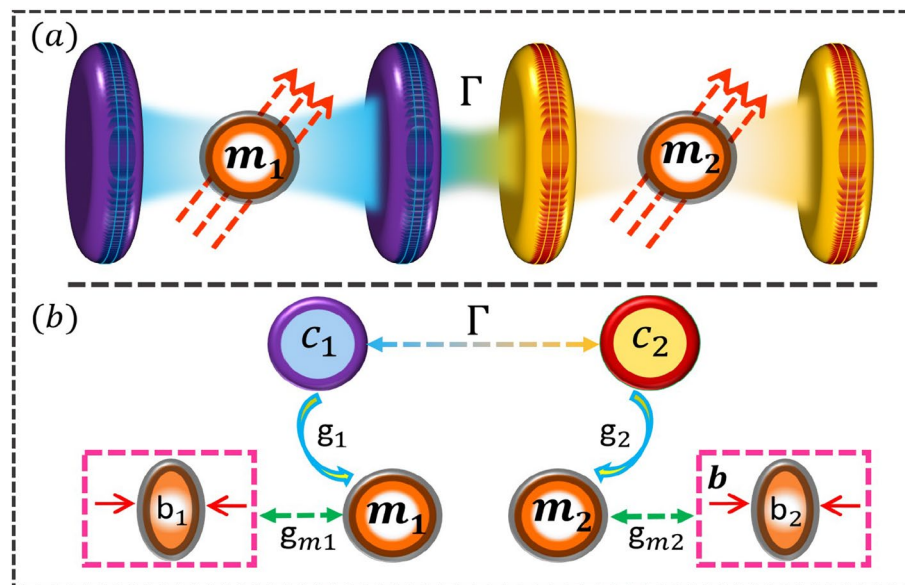 (a)
Γ
m₁
m₂
(b)
Γ
c₁
c₂
g₁
g₂
b₁
gₘ₁
m₁
m₂
gₘ₂
b
b₂